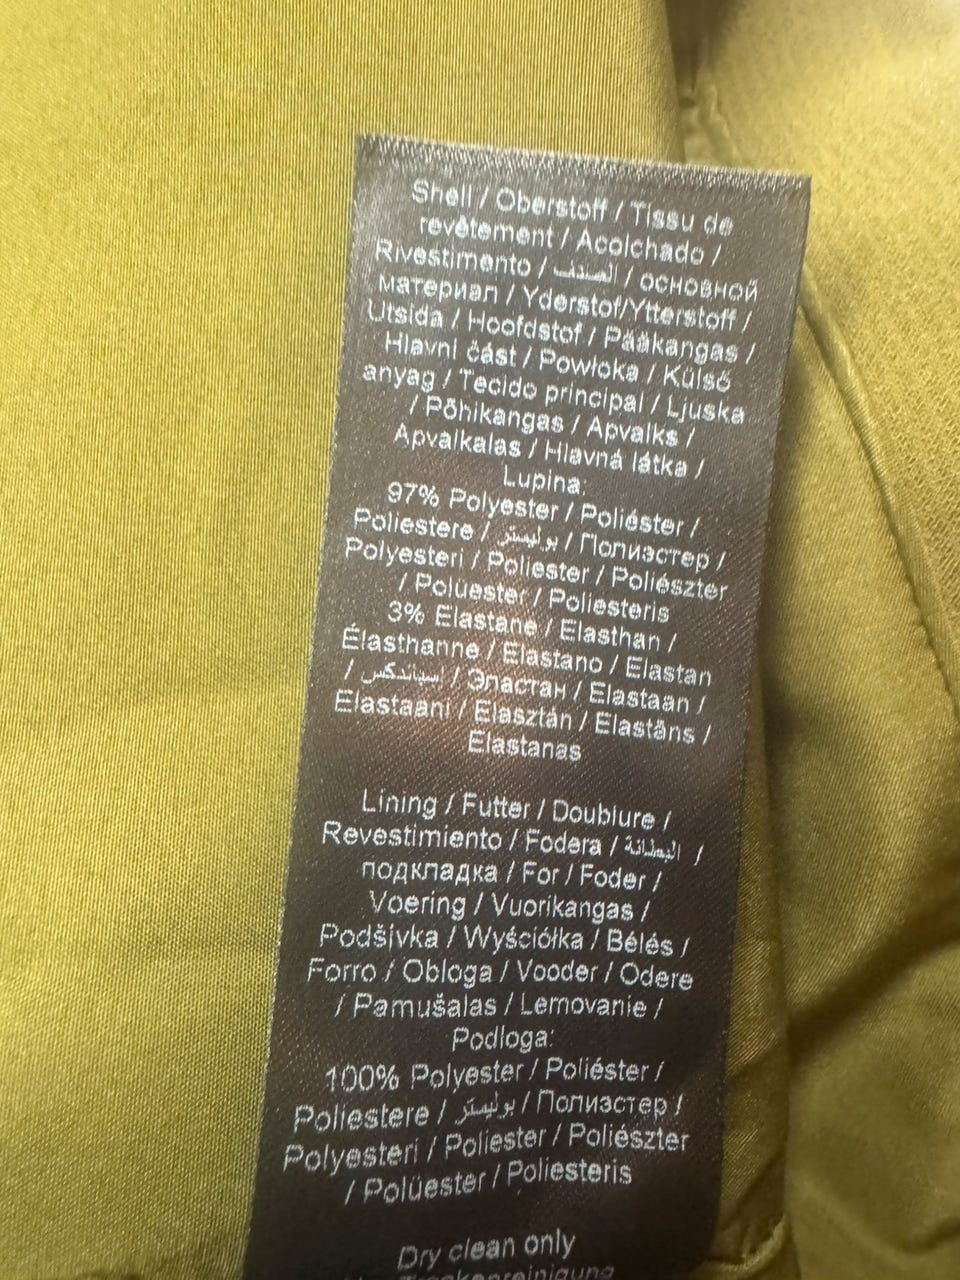 Shell / Oberstoff / Tissu de
revêtement / Acolchado /
Rivestimento / الصدف / основной
материал / Yderstof/Ytterstoff /
Utsida / Hoofdstof / Pääkangas /
Hlavní část / Powłoka / Külső
anyag / Tecido principal / Ljuska
/ Põhikangas / Apvalks /
Apvalkalas / Hlavná látka /
Lupina:
97% Polyester / Poliéster /
Poliestere / بوليستر / Полиэстер /
Polyesteri / Poliester / Poliészter
/ Polüester / Poliesteris
3% Elastane / Elasthan /
Élasthanne / Elastano / Elastan
/ سباندكس / Эластан / Elastaan /
Elastaani / Elasztán / Elastāns /
Elastanas
Lining / Futter / Doublure /
Revestimiento / Fodera / البطانة /
подкладка / For / Foder /
Voering / Vuorikangas /
Podšívka / Wyściółka / Bélés /
Forro / Obloga / Vooder / Odere
/ Pamušalas / Lemovanie /
Podloga:
100% Polyester / Poliéster /
Poliestere / بوليستر / Полиэстер /
Polyesteri / Poliester / Poliészter
/ Polüester / Poliesteris
Dry clean only
Trockenreinigung